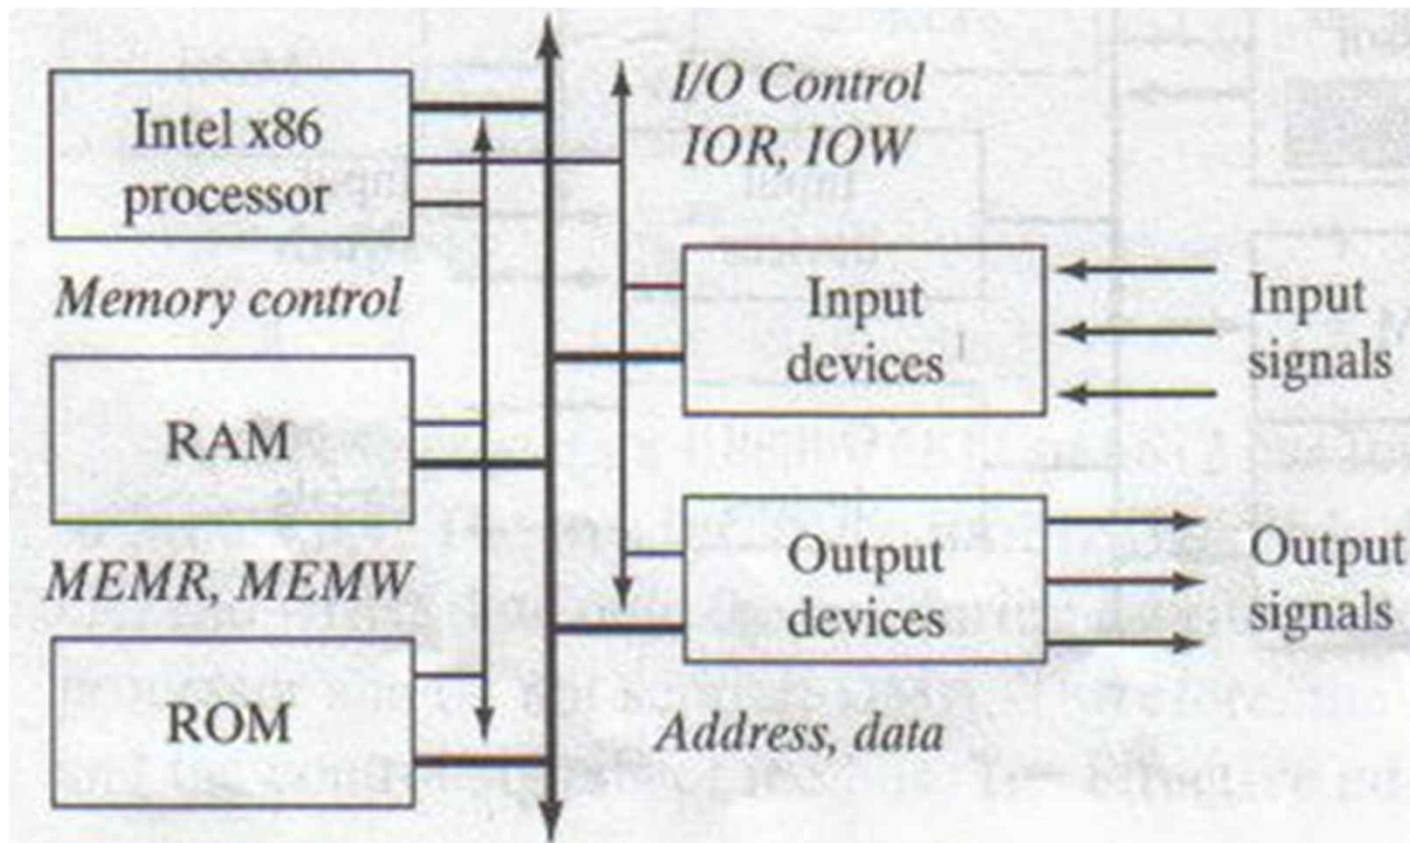 Intel x86
processor
I/O Control
IOR, IOW
Memory control
Input
devices
Input
signals
RAM
MEMR, MEMW
Output
devices
Output
signals
ROM
Address, data